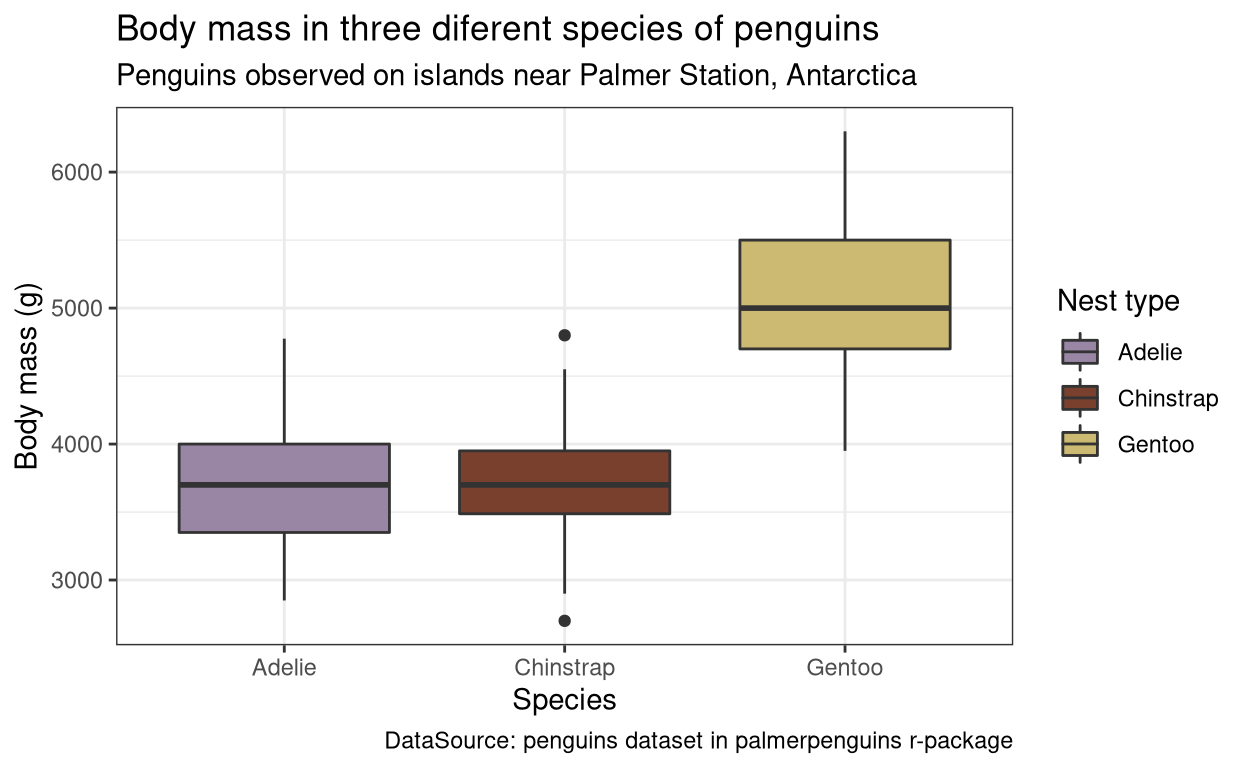 Body mass in three diferent species of penguins
Penguins observed on islands near Palmer Station, Antarctica
6000
5000
4000
3000
Body mass (g)
Adelie
Chinstrap
Gentoo
Species
Nest type
Adelie
Chinstrap
Gentoo
DataSource: penguins dataset in palmerpenguins r-package